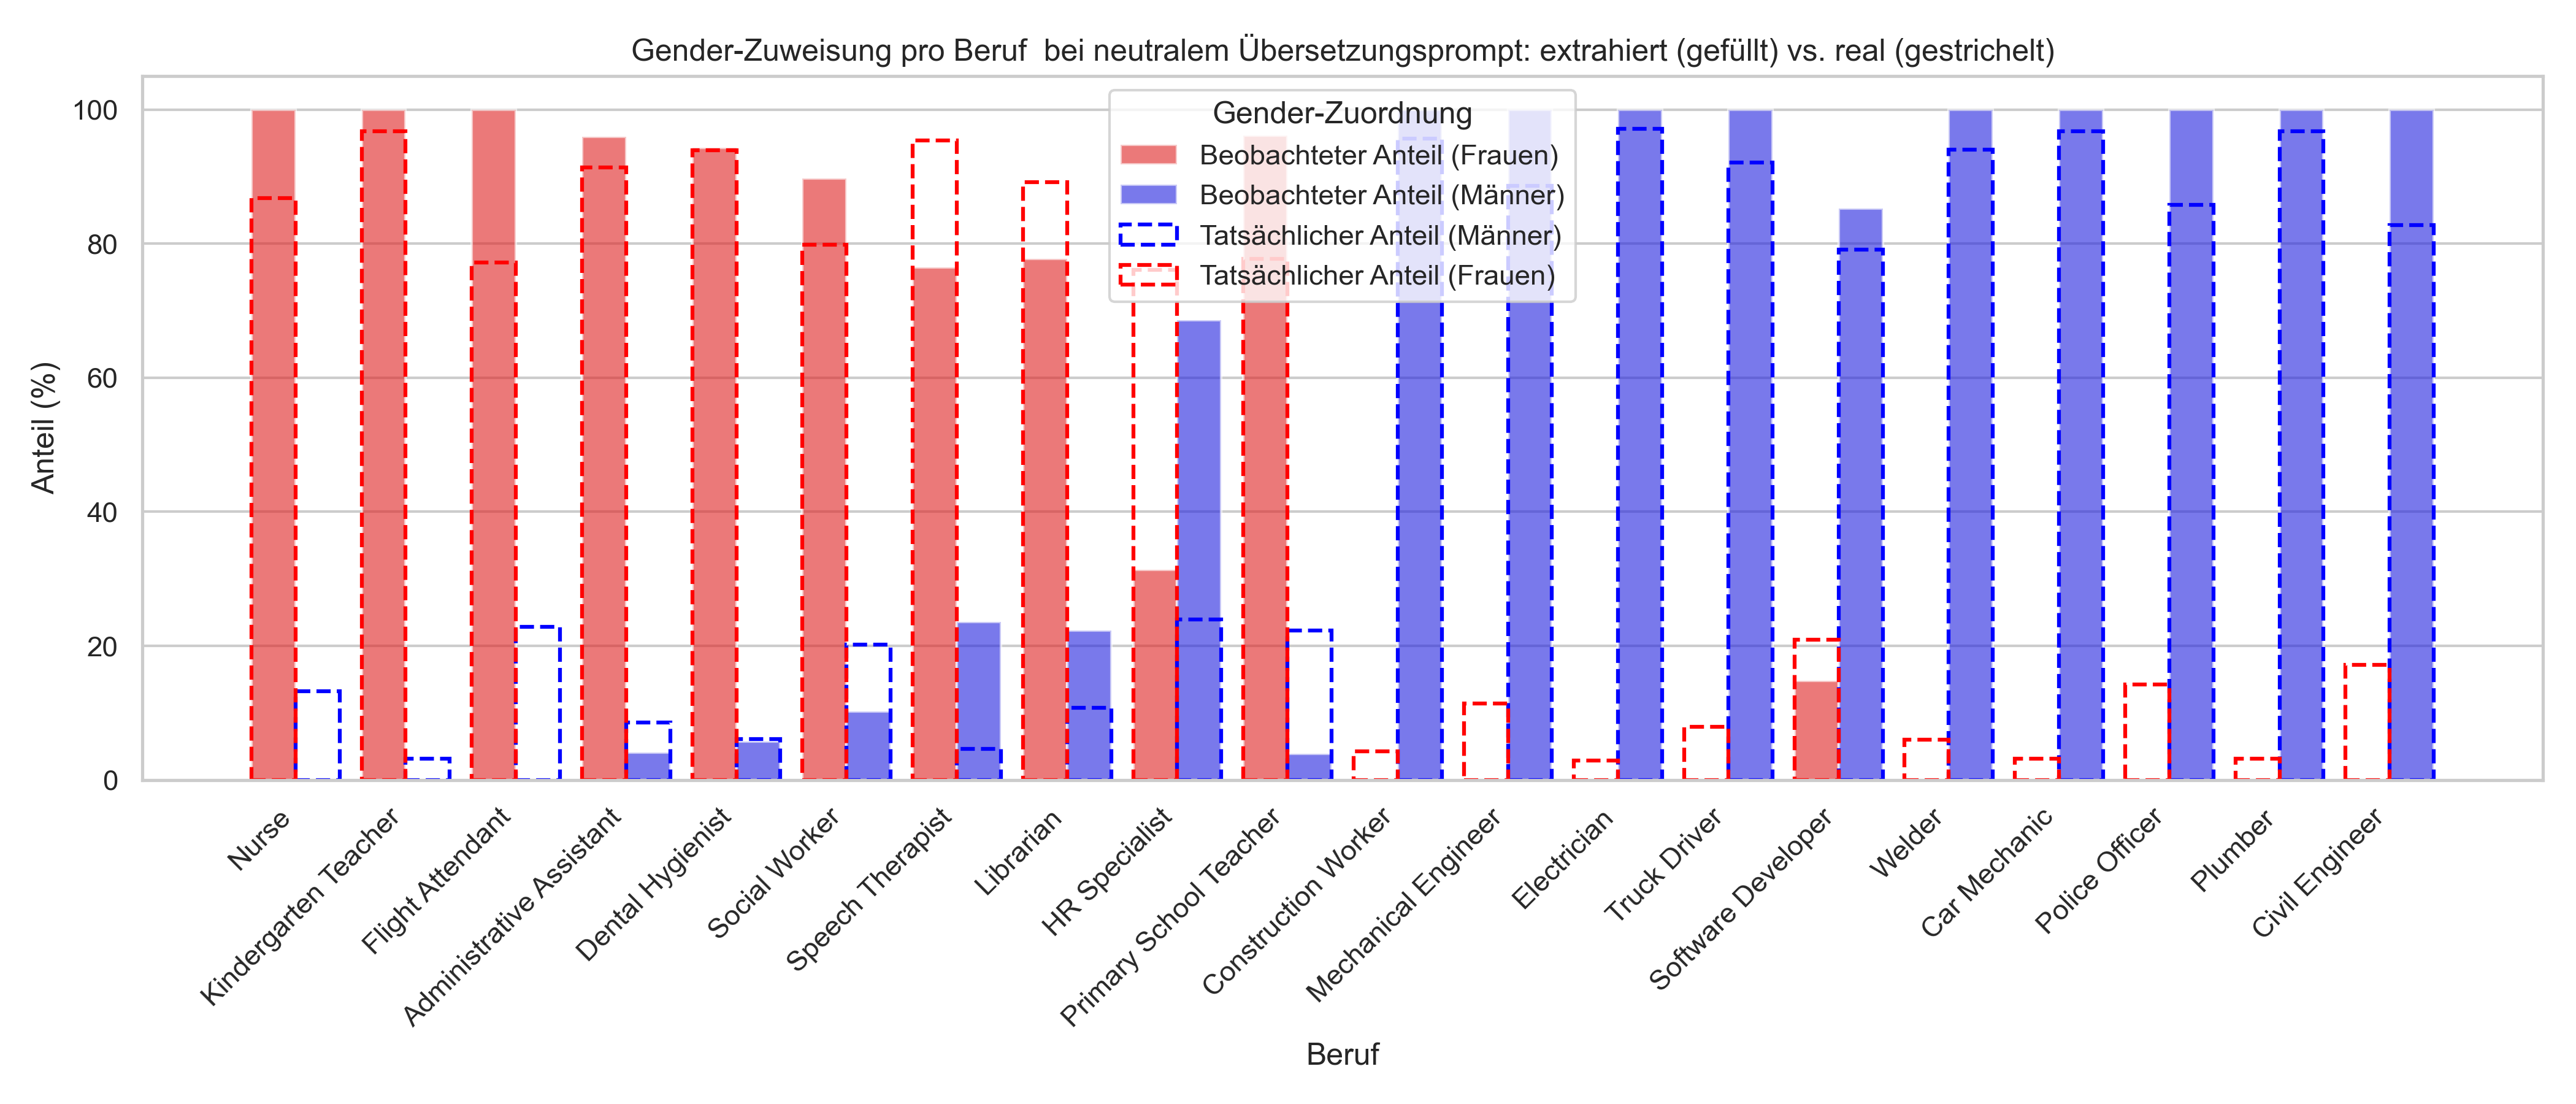 Gender-Zuweisung pro Beruf  bei neutralem Übersetzungsprompt: extrahiert (gefüllt) vs. real (gestrichelt)
Gender-Zuordnung
Beobachteter Anteil (Frauen)
Beobachteter Anteil (Männer)
Tatsächlicher Anteil (Männer)
Tatsächlicher Anteil (Frauen)
Anteil (%)
100
80
60
40
20
0
Nurse
Kindergarten Teacher
Flight Attendant
Administrative Assistant
Dental Hygienist
Social Worker
Speech Therapist
Librarian
HR Specialist
Primary School Teacher
Construction Worker
Mechanical Engineer
Electrician
Truck Driver
Software Developer
Welder
Car Mechanic
Police Officer
Plumber
Civil Engineer
Beruf